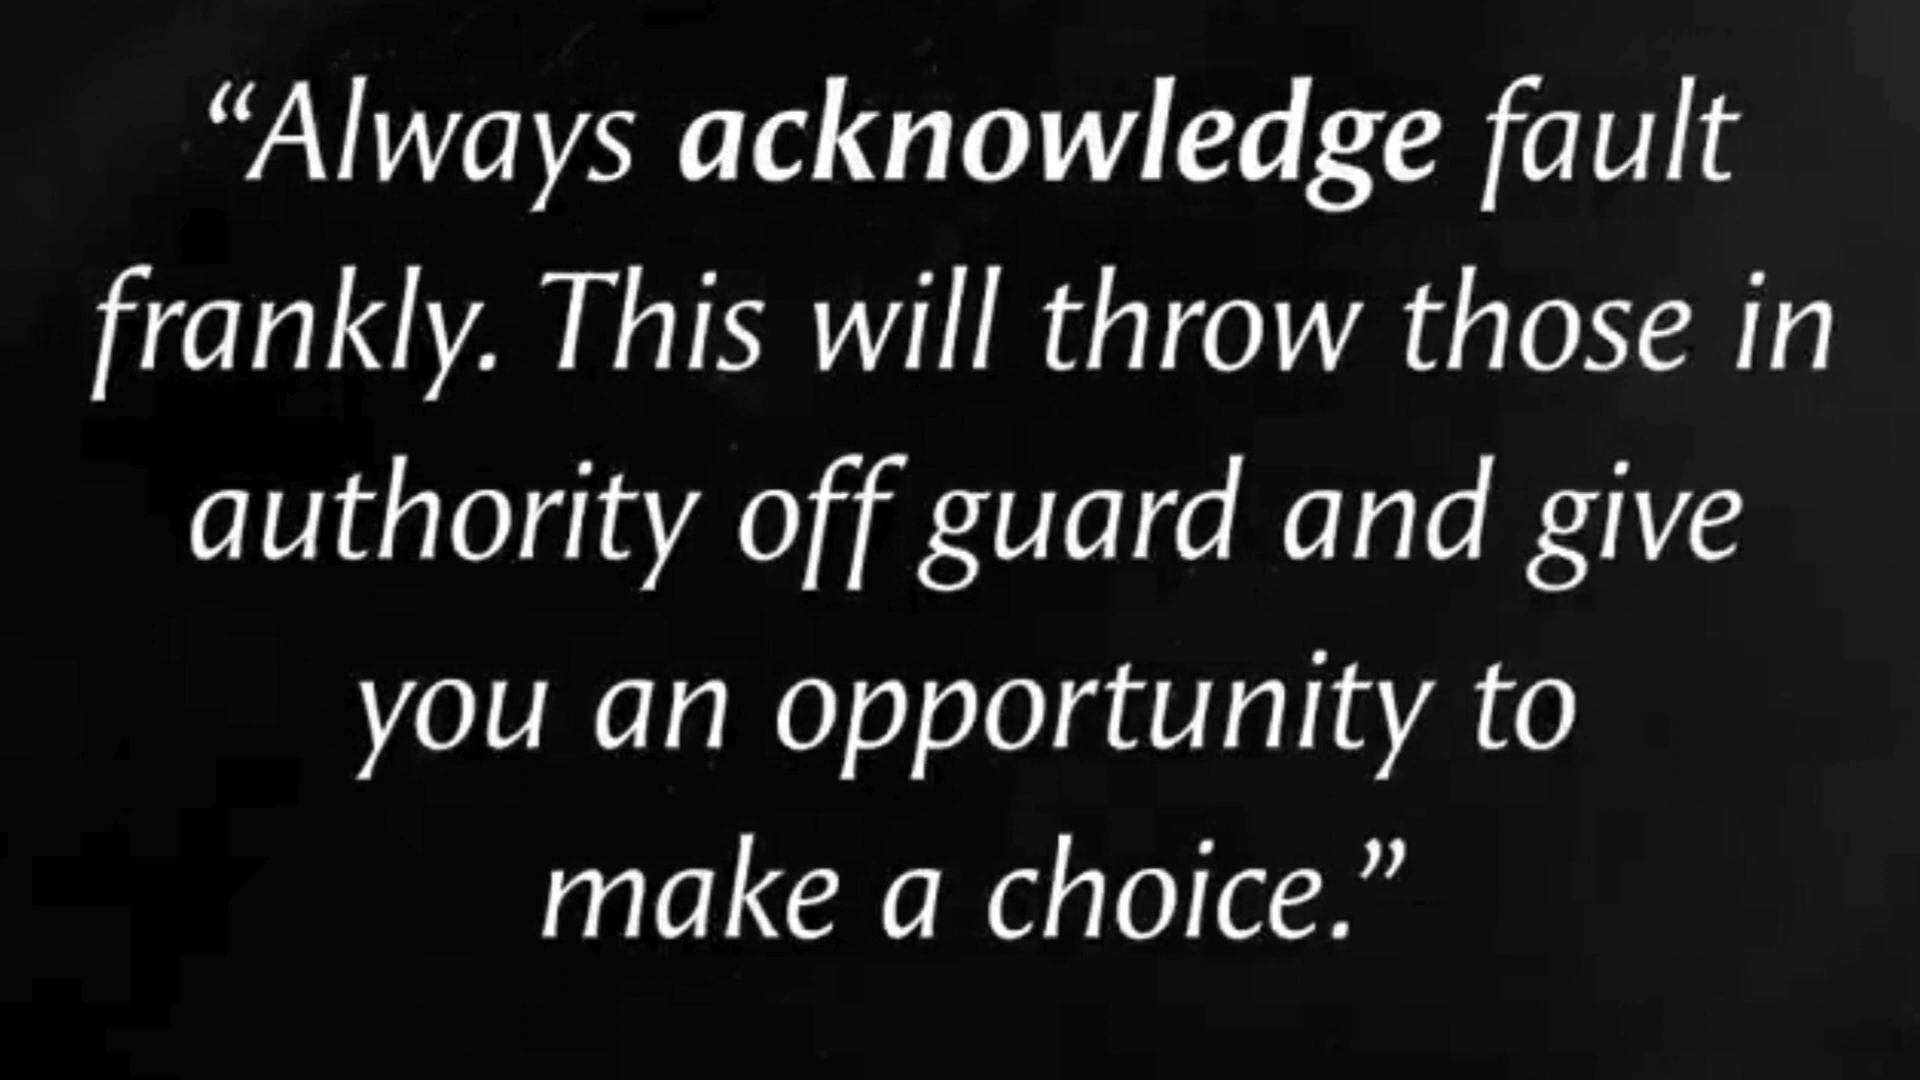 “Always acknowledge fault
frankly. This will throw those in
authority off guard and give
you an opportunity to
make a choice.”